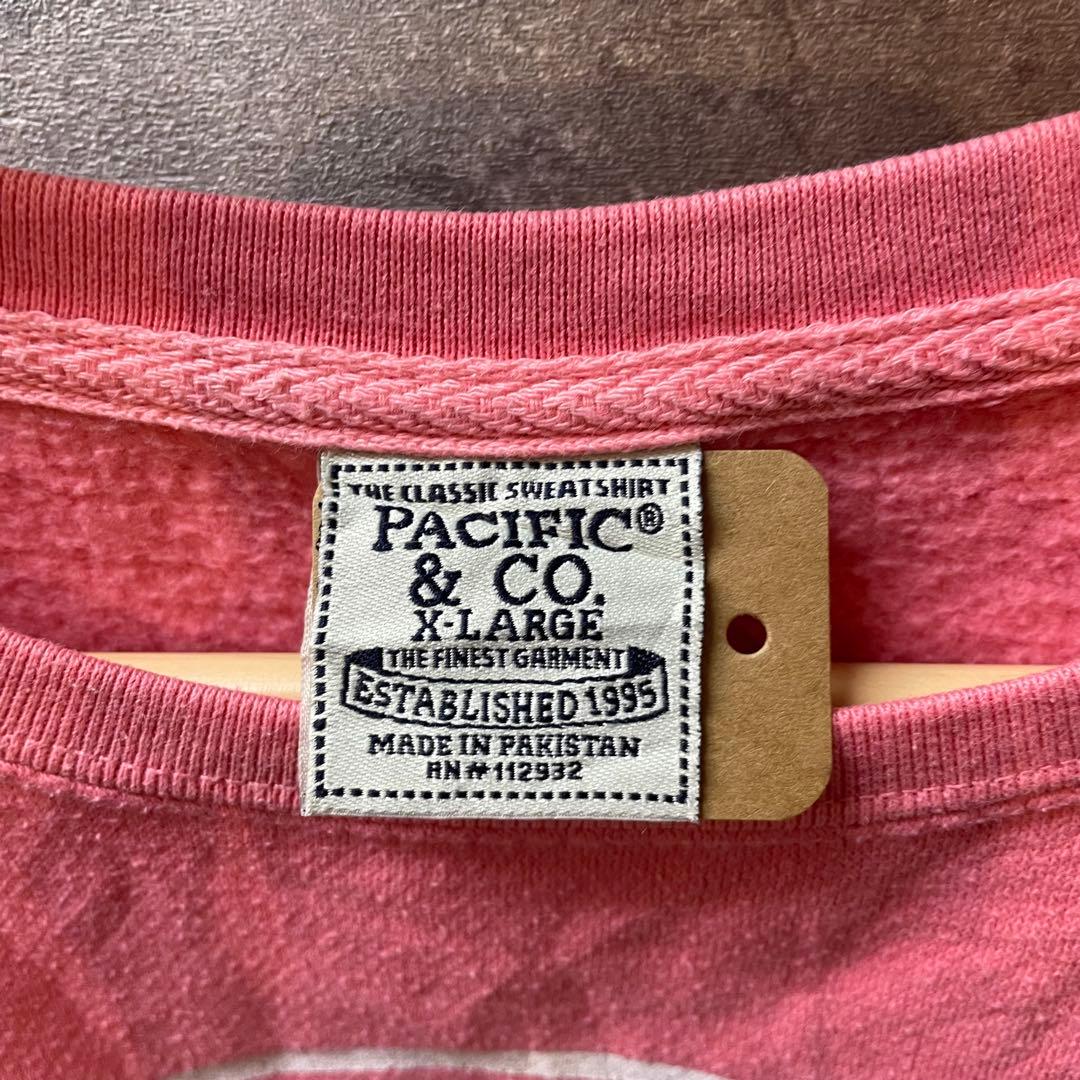 THE CLASSIC SWEATSHIRT
PACIFIC®
& CO.
X-LARGE
THE FINEST GARMENT
ESTABLISHED 1995
MADE IN PAKISTAN
RN# 112932